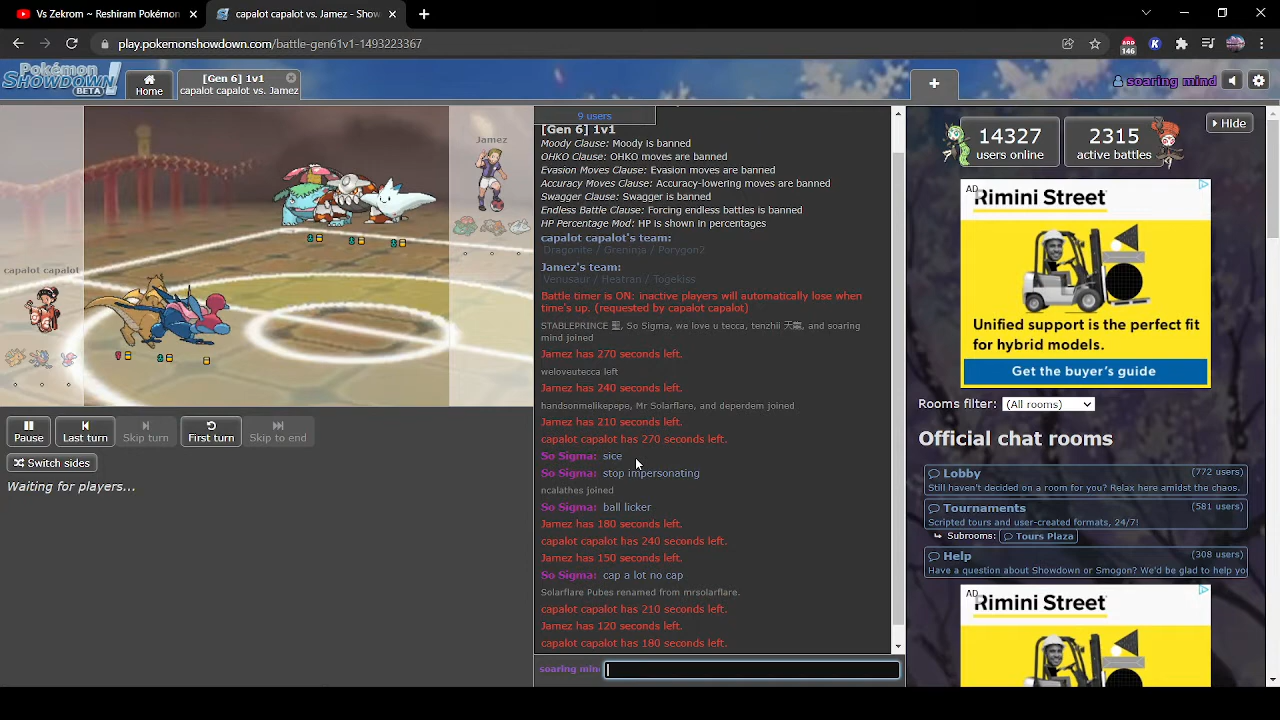 Vs Zekrom ~ Reshiram Pokémon
capalot capalot vs. Jamez - Show
play.pokemonshowdown.com/battle-gen61v1-1493223367
ABP
146
K
Pokémon
SHOWDOWN!
BETA
Home
[Gen 6] 1v1
capalot capalot vs. Jamez
soaring mind
Jamez
capalot capalot
Pause
Last turn
Skip turn
First turn
Skip to end
Switch sides
Waiting for players...
9 users
[Gen 6] 1v1
Moody Clause: Moody is banned
OHKO Clause: OHKO moves are banned
Evasion Moves Clause: Evasion moves are banned
Accuracy Moves Clause: Accuracy-lowering moves are banned
Swagger Clause: Swagger is banned
Endless Battle Clause: Forcing endless battles is banned
HP Percentage Mod: HP is shown in percentages
capalot capalot's team:
Dragonite / Greninja / Porygon2
Jamez's team:
Venusaur / Heatran / Togekiss
Battle timer is ON: inactive players will automatically lose when
time's up. (requested by capalot capalot)
STABLEPRINCE 聖, So Sigma, we love u tecca, tenzhii, and soaring
mind joined
Jamez has 270 seconds left.
weloveutecca left
Jamez has 240 seconds left.
handsonmelikepepe, Mr Solarflare, and deperdem joined
Jamez has 210 seconds left.
capalot capalot has 270 seconds left.
So Sigma: sice
So Sigma: stop impersonating
ncalathes joined
So Sigma: ball licker
Jamez has 180 seconds left.
capalot capalot has 240 seconds left.
Jamez has 150 seconds left.
So Sigma: cap a lot no cap
Solarflare Pubes renamed from mrsolarflare.
capalot capalot has 210 seconds left.
Jamez has 120 seconds left.
capalot capalot has 180 seconds left.
soaring min
14327
users online
2315
active battles
Hide
AD
Rimini Street
Unified support is the perfect fit
for hybrid models.
Get the buyer's guide
Rooms filter: (All rooms)
Official chat rooms
Lobby (772 users)
Still haven't decided on a room for you? Relax here amidst the chaos.
Tournaments (581 users)
Scripted tours and user-created formats, 24/7!
Subrooms: Tours Plaza
Help (308 users)
Have a question about Showdown or Smogon? We'd be glad to help yo
AD
Rimini Street